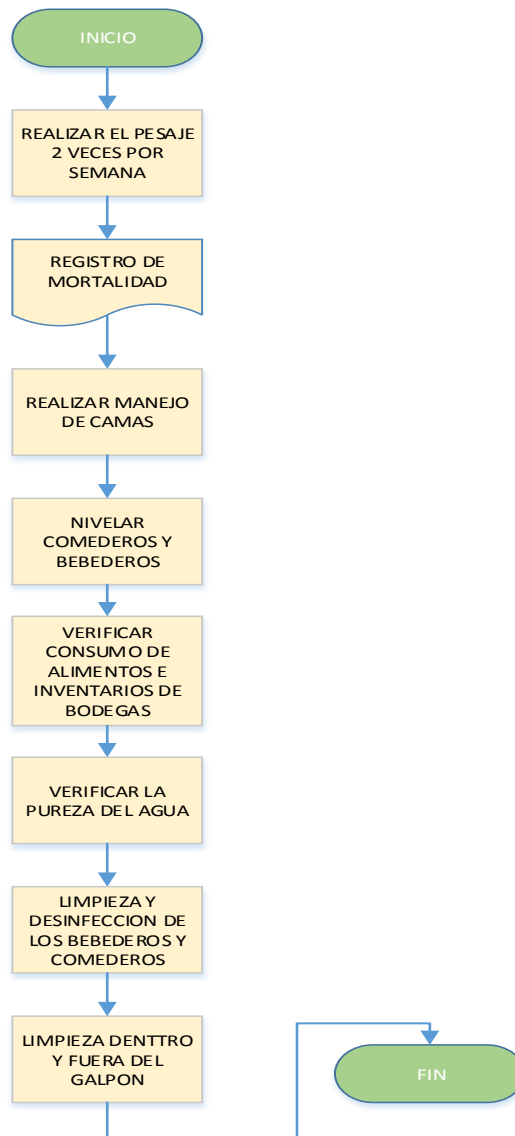 INICIO
REALIZAR EL PESAJE
2 VECES POR
SEMANA
REGISTRO DE
MORTALIDAD
REALIZAR MANEJO
DE CAMAS
NIVELAR
COMEDEROS Y
BEBEDEROS
VERIFICAR
CONSUMO DE
ALIMENTOS E
INVENTARIOS DE
BODEGAS
VERIFICAR LA
PUREZA DEL AGUA
LIMPIEZA Y
DESINFECCION DE
LOS BEBEDEROS Y
COMEDEROS
LIMPIEZA DENTTRO
Y FUERA DEL
GALPON
FIN